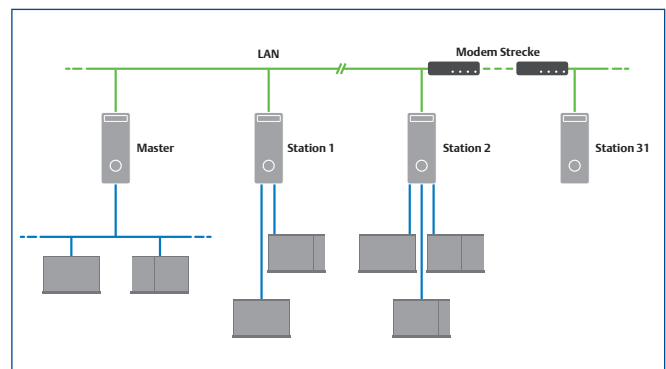 LAN
Modem Strecke
Master
Station 1
Station 2
Station 31